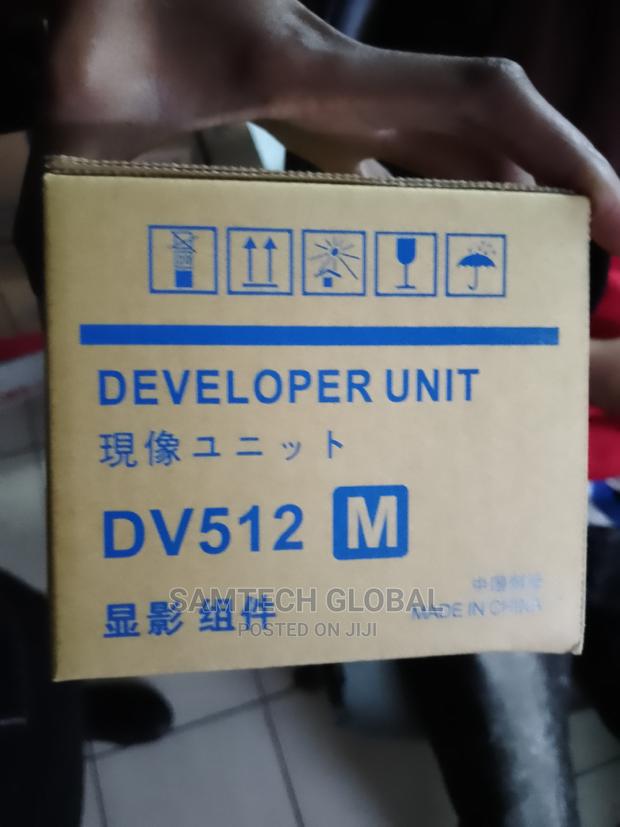 DEVELOPER UNIT
現像ユニット
DV512 M
中国制造
SAMTECH GLOBAL
显影 组件
MADE IN CHINA
POSTED ON JIJI